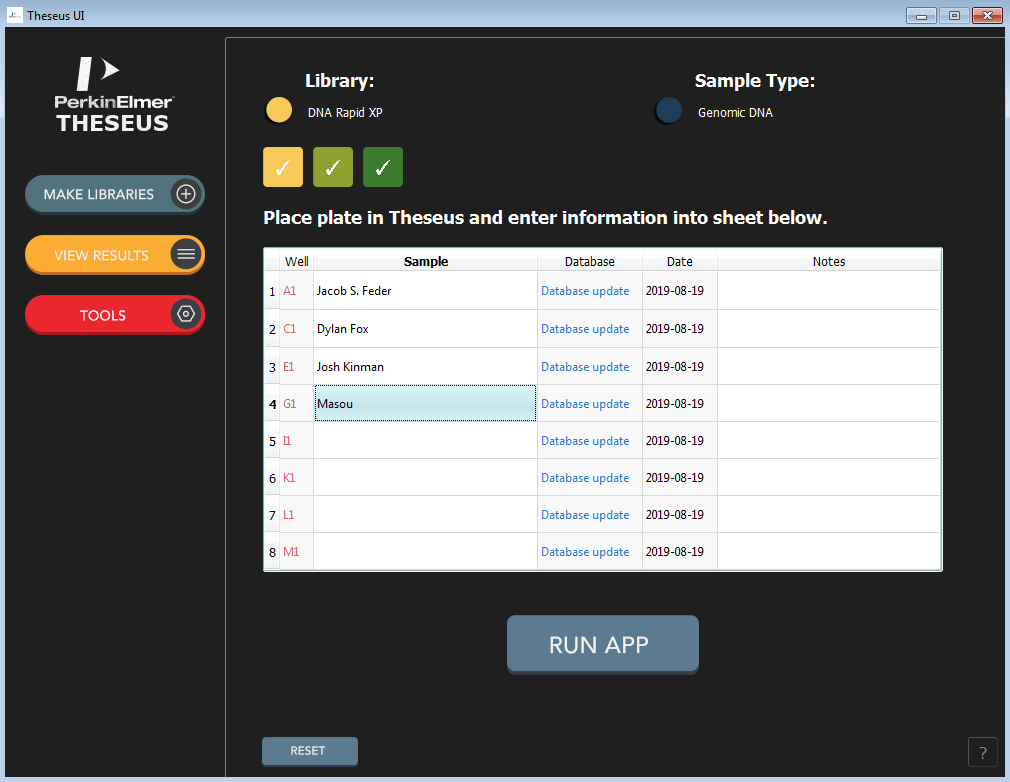 Theseus UI
PerkinElmer
THESEUS
MAKE LIBRARIES
VIEW RESULTS
TOOLS
Library:
DNA Rapid XP
Sample Type:
Genomic DNA
Place plate in Theseus and enter information into sheet below.
Well Sample Database Date Notes
1 A1 Jacob S. Feder Database update 2019-08-19
2 C1 Dylan Fox Database update 2019-08-19
3 E1 Josh Kinman Database update 2019-08-19
4 G1 Masou Database update 2019-08-19
5 I1 Database update 2019-08-19
6 K1 Database update 2019-08-19
7 L1 Database update 2019-08-19
8 M1 Database update 2019-08-19
RUN APP
RESET
?